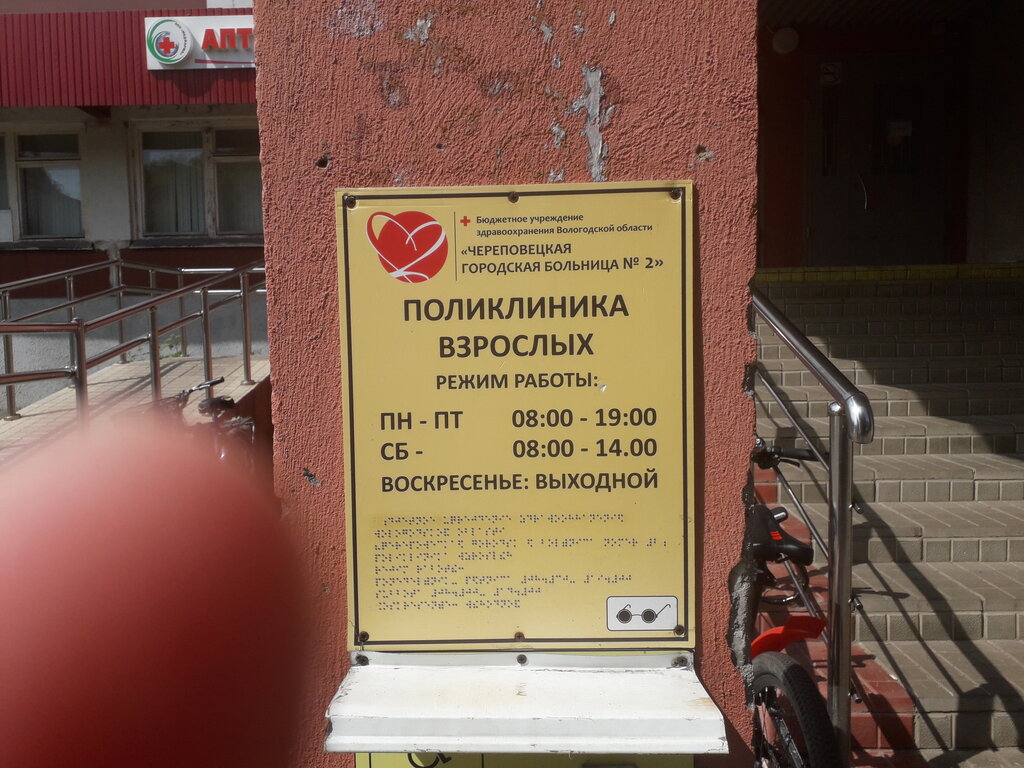 АПТ
Бюджетное учреждение
здравоохранения Вологодской области
«ЧЕРЕПОВЕЦКАЯ
ГОРОДСКАЯ БОЛЬНИЦА № 2»
ПОЛИКЛИНИКА
ВЗРОСЛЫХ
РЕЖИМ РАБОТЫ:
ПН - ПТ 08:00 - 19:00
СБ - 08:00 - 14.00
ВОСКРЕСЕНЬЕ: ВЫХОДНОЙ